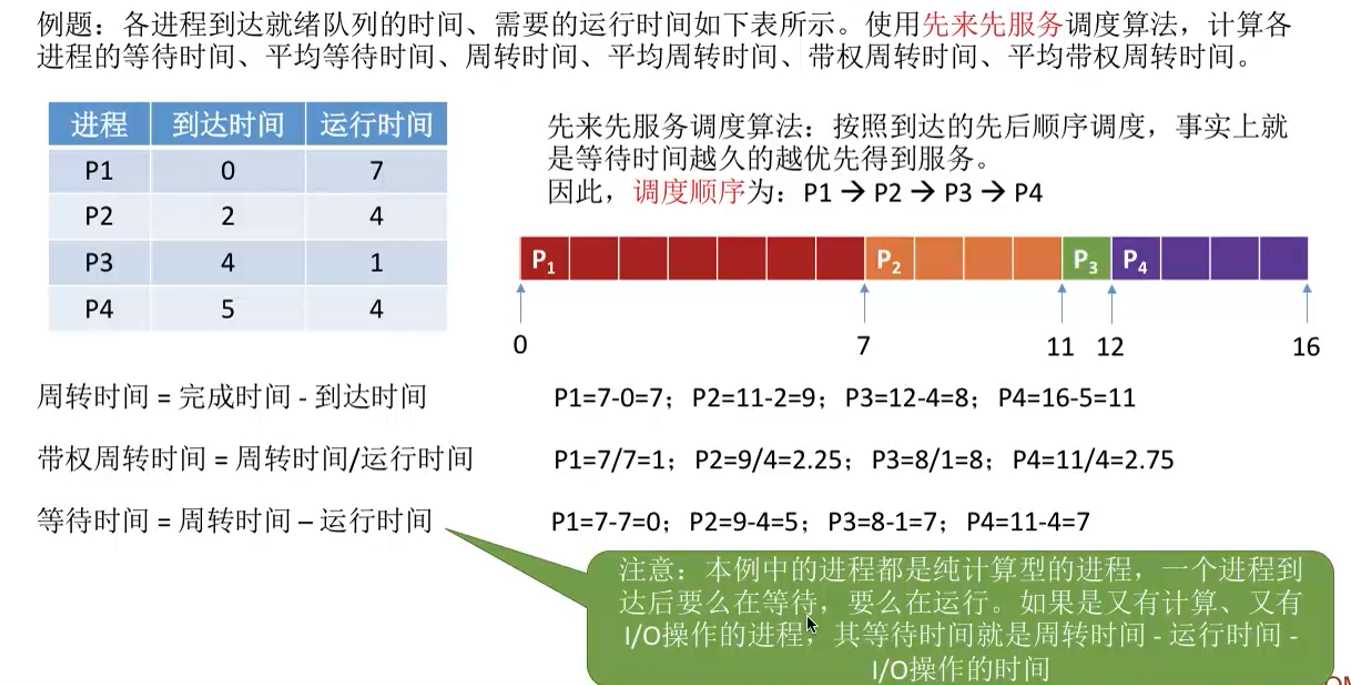 例题：各进程到达就绪队列的时间、需要的运行时间如下表所示。使用先来先服务调度算法，计算各
进程的等待时间、平均等待时间、周转时间、平均周转时间、带权周转时间、平均带权周转时间。
进程 到达时间 运行时间
P1 0 7
P2 2 4
P3 4 1
P4 5 4
先来先服务调度算法：按照到达的先后顺序调度，事实上就
是等待时间越久的越优先得到服务。
因此，调度顺序为：P1 → P2 → P3 → P4
P₁ P₂ P₃ P₄
0 7 11 12 16
周转时间 = 完成时间 - 到达时间 P1=7-0=7；P2=11-2=9；P3=12-4=8；P4=16-5=11
带权周转时间 = 周转时间/运行时间 P1=7/7=1；P2=9/4=2.25；P3=8/1=8；P4=11/4=2.75
等待时间 = 周转时间 – 运行时间 P1=7-7=0；P2=9-4=5；P3=8-1=7；P4=11-4=7
注意：本例中的进程都是纯计算型的进程，一个进程到
达后要么在等待，要么在运行。如果是又有计算、又有
I/O操作的进程，其等待时间就是周转时间 - 运行时间 -
I/O操作的时间